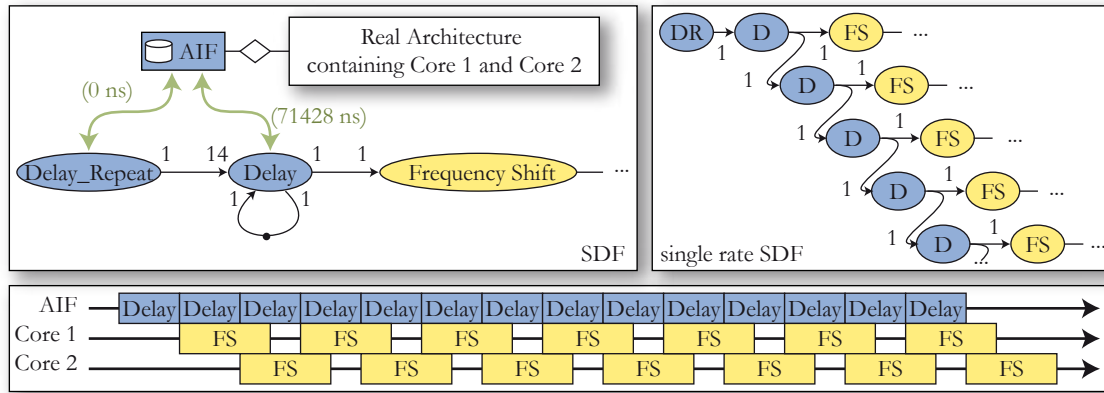 AIF
Real Architecture
containing Core 1 and Core 2
(0 ns)
(71428 ns)
1 14 1 1
Delay_Repeat Delay Frequency Shift ...
1 1
SDF
DR D FS ...
1 1
1 D 1 FS ...
1 D 1 FS ...
1 D 1 FS ...
1 D 1 FS ...
...
single rate SDF
AIF Delay Delay Delay Delay Delay Delay Delay Delay Delay Delay Delay Delay Delay Delay
Core 1 FS FS FS FS FS FS FS
Core 2 FS FS FS FS FS FS FS